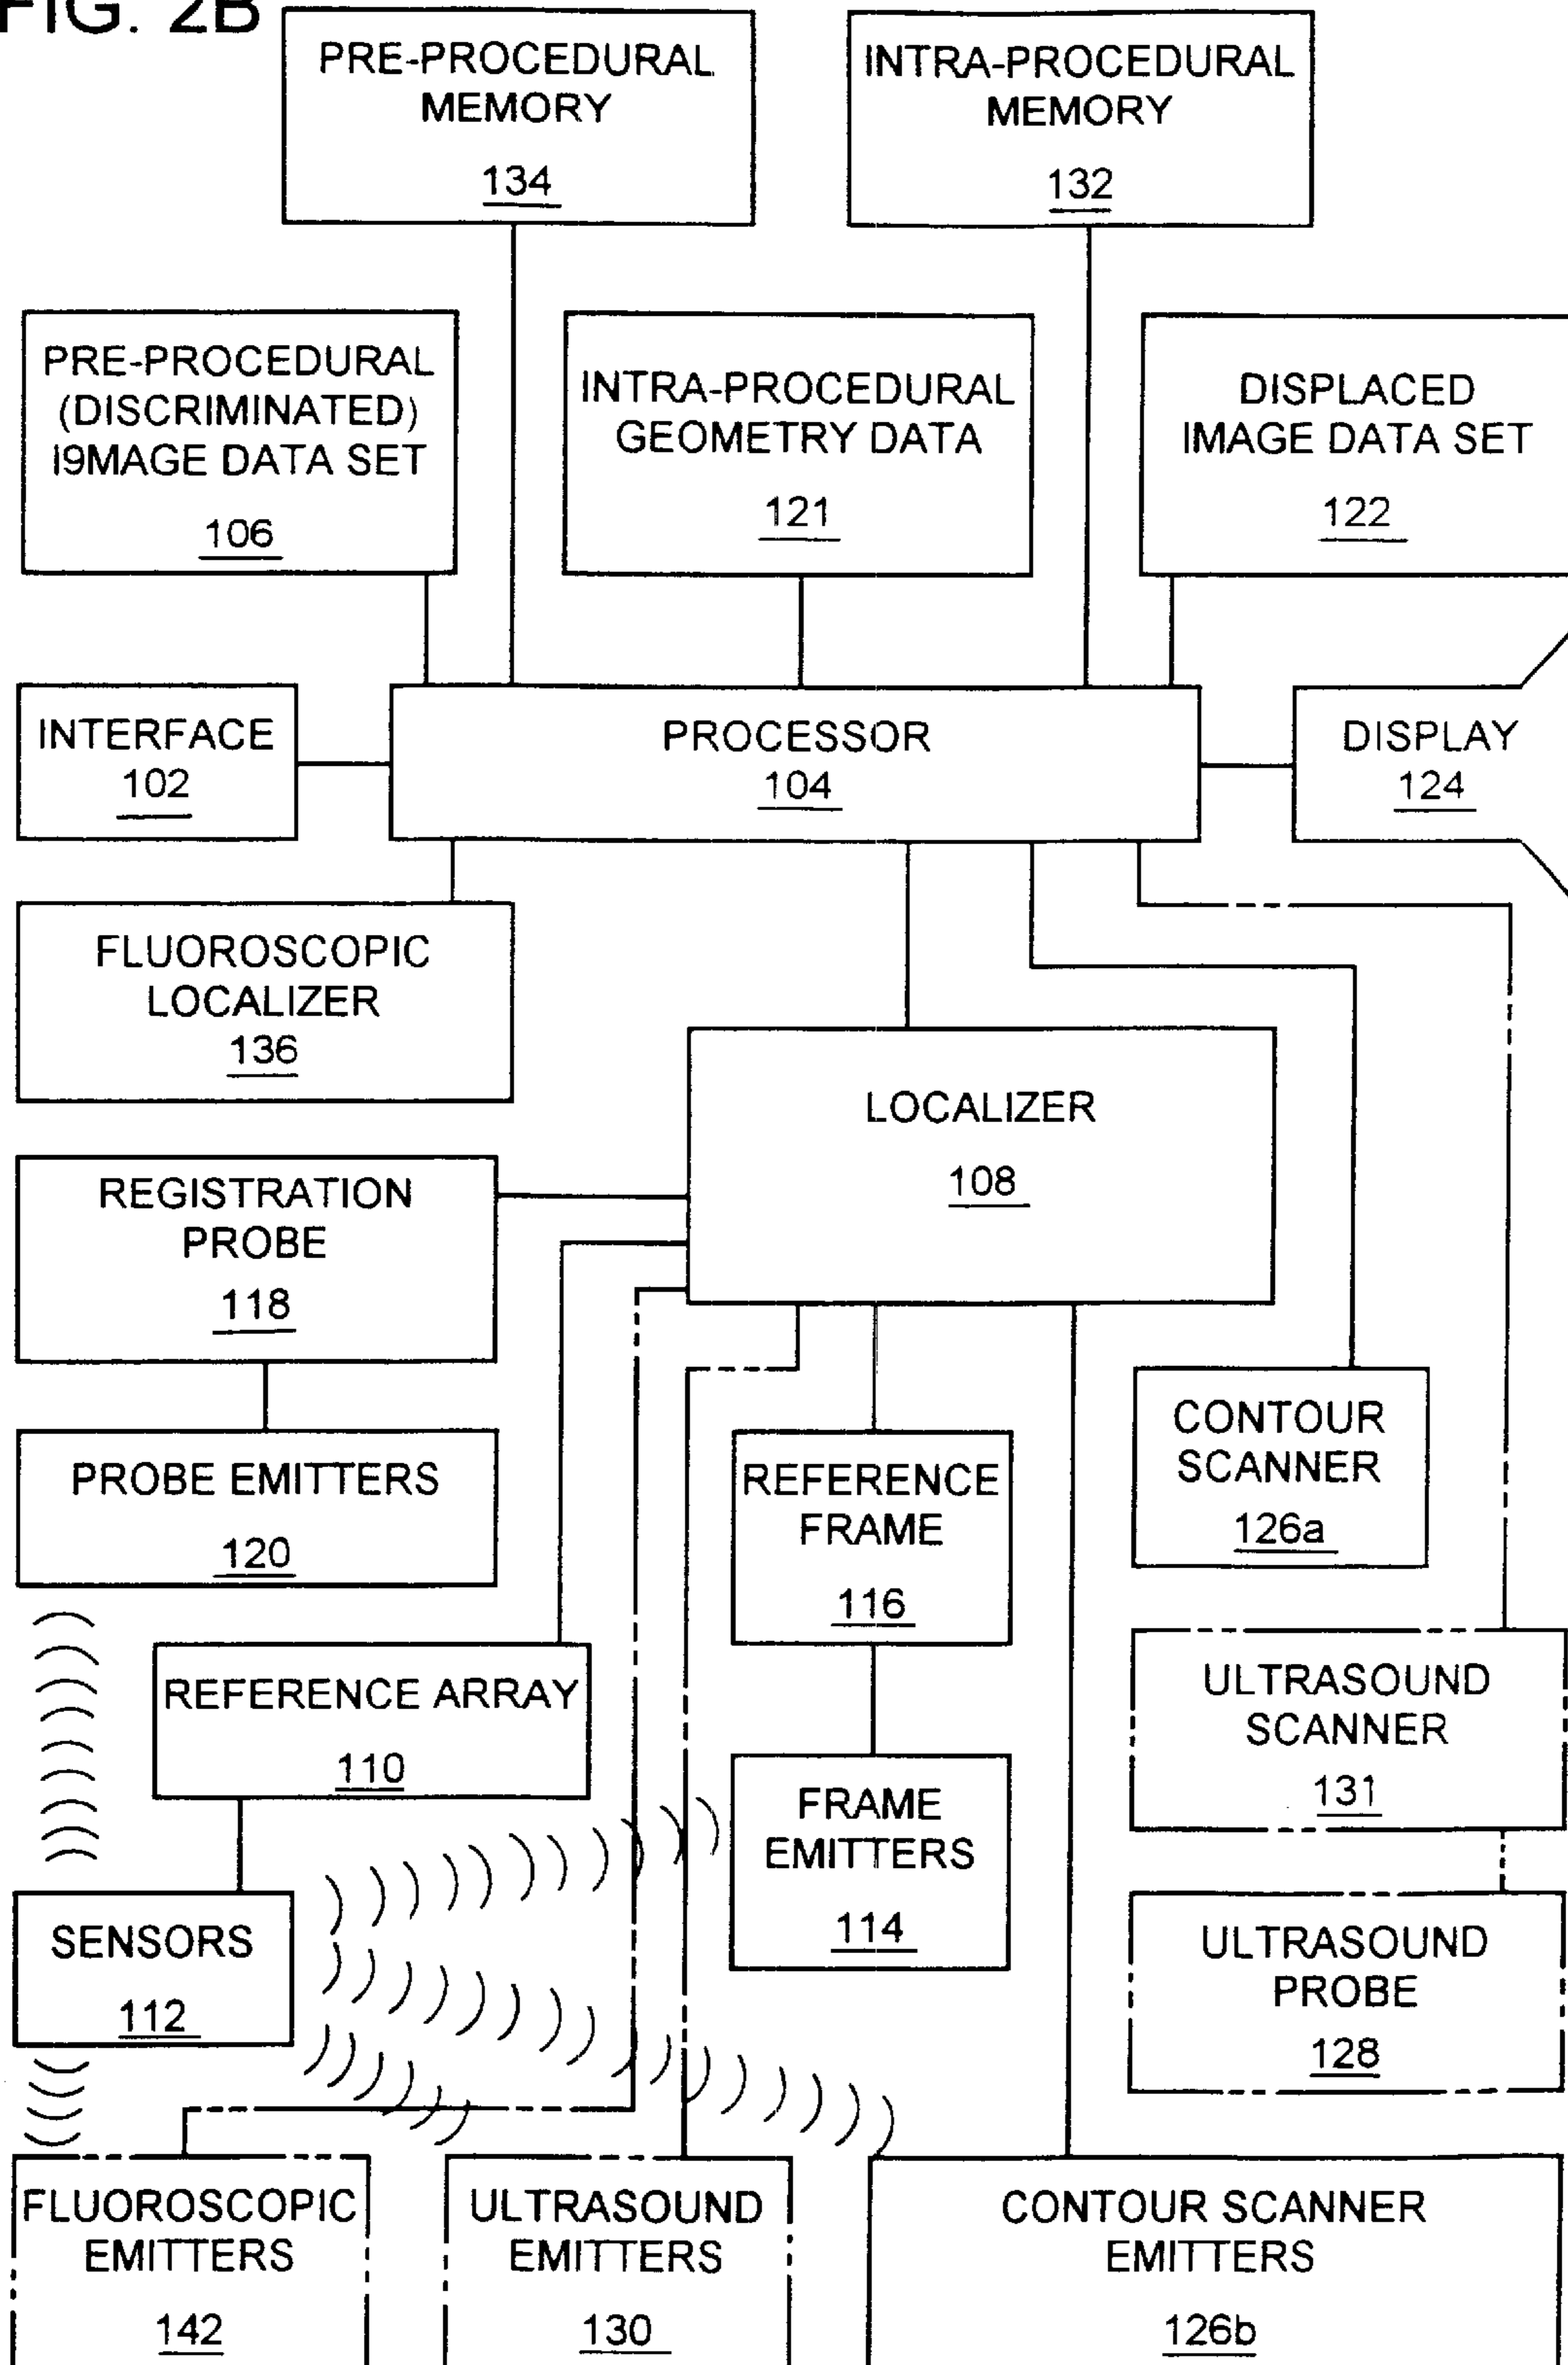 FIG. 2B
PRE-PROCEDURAL
MEMORY
134
INTRA-PROCEDURAL
MEMORY
132
PRE-PROCEDURAL
(DISCRIMINATED)
I9MAGE DATA SET
106
INTRA-PROCEDURAL
GEOMETRY DATA
121
DISPLACED
IMAGE DATA SET
122
INTERFACE
102
PROCESSOR
104
DISPLAY
124
FLUOROSCOPIC
LOCALIZER
136
LOCALIZER
108
REGISTRATION
PROBE
118
PROBE EMITTERS
120
REFERENCE
FRAME
116
CONTOUR
SCANNER
126a
REFERENCE ARRAY
110
ULTRASOUND
SCANNER
131
FRAME
EMITTERS
114
SENSORS
112
ULTRASOUND
PROBE
128
FLUOROSCOPIC
EMITTERS
142
ULTRASOUND
EMITTERS
130
CONTOUR SCANNER
EMITTERS
126b